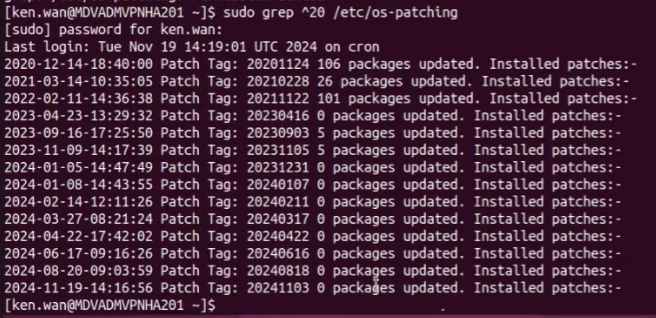 [ken.wan@MDVADMVPNHA201 ~]$ sudo grep ^20 /etc/os-patching
[sudo] password for ken.wan:
Last login: Tue Nov 19 14:19:01 UTC 2024 on cron
2020-12-14-18:40:00 Patch Tag: 20201124 106 packages updated. Installed patches:-
2021-03-14-10:35:05 Patch Tag: 20210228 26 packages updated. Installed patches:-
2022-02-11-14:36:38 Patch Tag: 20211122 101 packages updated. Installed patches:-
2023-04-23-13:29:32 Patch Tag: 20230416 0 packages updated. Installed patches:-
2023-09-16-17:25:50 Patch Tag: 20230903 5 packages updated. Installed patches:-
2023-11-09-14:17:39 Patch Tag: 20231105 5 packages updated. Installed patches:-
2024-01-05-14:47:49 Patch Tag: 20231231 0 packages updated. Installed patches:-
2024-01-08-14:43:55 Patch Tag: 20240107 0 packages updated. Installed patches:-
2024-02-14-12:11:26 Patch Tag: 20240211 0 packages updated. Installed patches:-
2024-03-27-08:21:24 Patch Tag: 20240317 0 packages updated. Installed patches:-
2024-04-22-17:42:02 Patch Tag: 20240422 0 packages updated. Installed patches:-
2024-06-17-09:16:26 Patch Tag: 20240616 0 packages updated. Installed patches:-
2024-08-20-09:03:59 Patch Tag: 20240818 0 packages updated. Installed patches:-
2024-11-19-14:16:56 Patch Tag: 20241103 0 packages updated. Installed patches:-
[ken.wan@MDVADMVPNHA201 ~]$